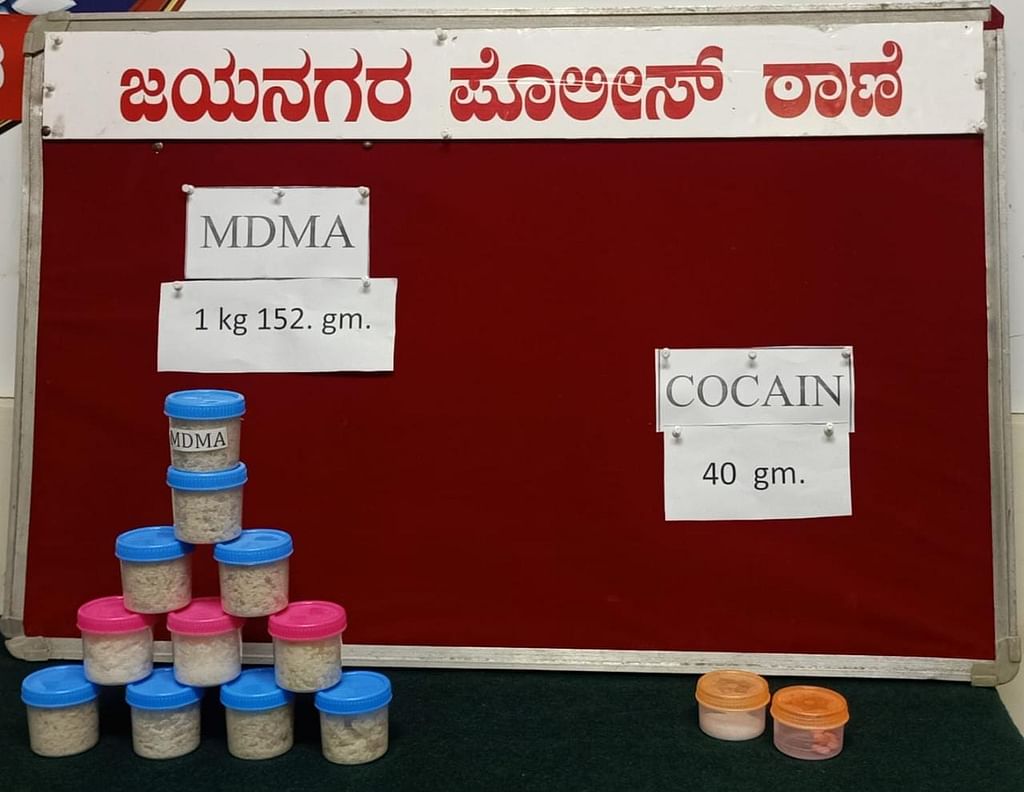 ಜಯನಗರ ಪೊಲೀಸ್ ಠಾಣೆ
MDMA
1 kg 152. gm.
COCAIN
40 gm.
MDMA